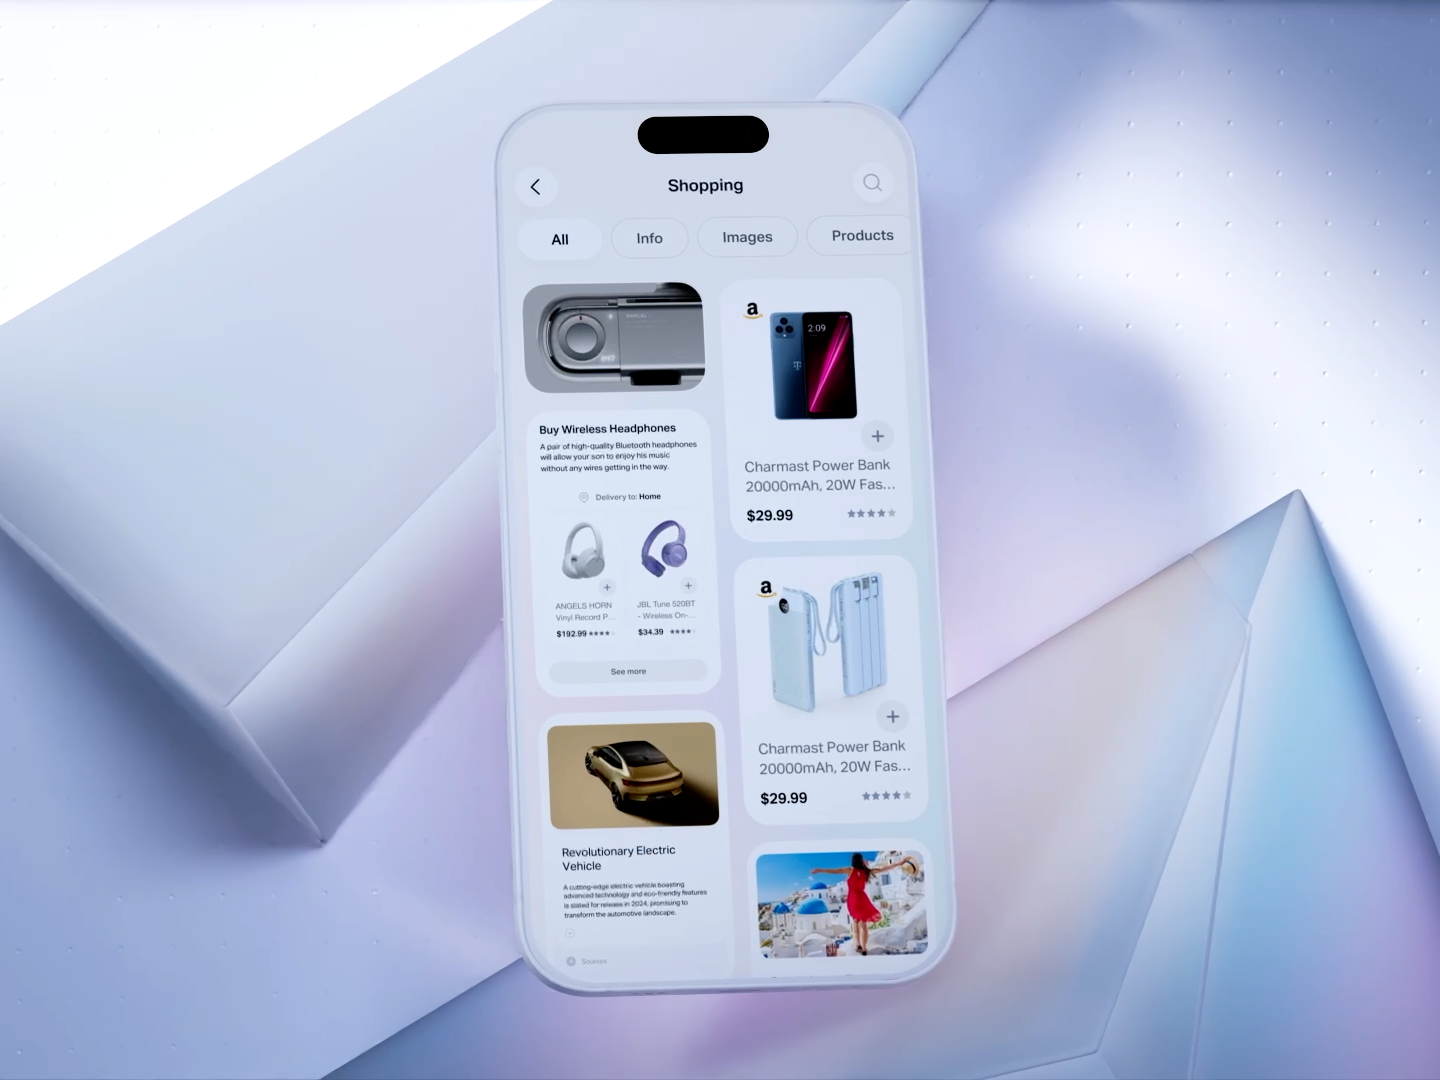 Shopping
All
Info
Images
Products
Buy Wireless Headphones
A pair of high-quality Bluetooth headphones
will allow your son to enjoy his music
without any wires getting in the way.
Delivery to: Home
ANGELS HORN
Vinyl Record P...
$192.99
JBL Tune 520BT
- Wireless On-...
$34.39
See more
Revolutionary Electric
Vehicle
A cutting-edge electric vehicle boasting
advanced technology and eco-friendly features
is slated for release in 2024, promising to
transform the automotive landscape.
Sources
a
2:09
T
Charmast Power Bank
20000mAh, 20W Fas...
$29.99
a
Charmast Power Bank
20000mAh, 20W Fas...
$29.99